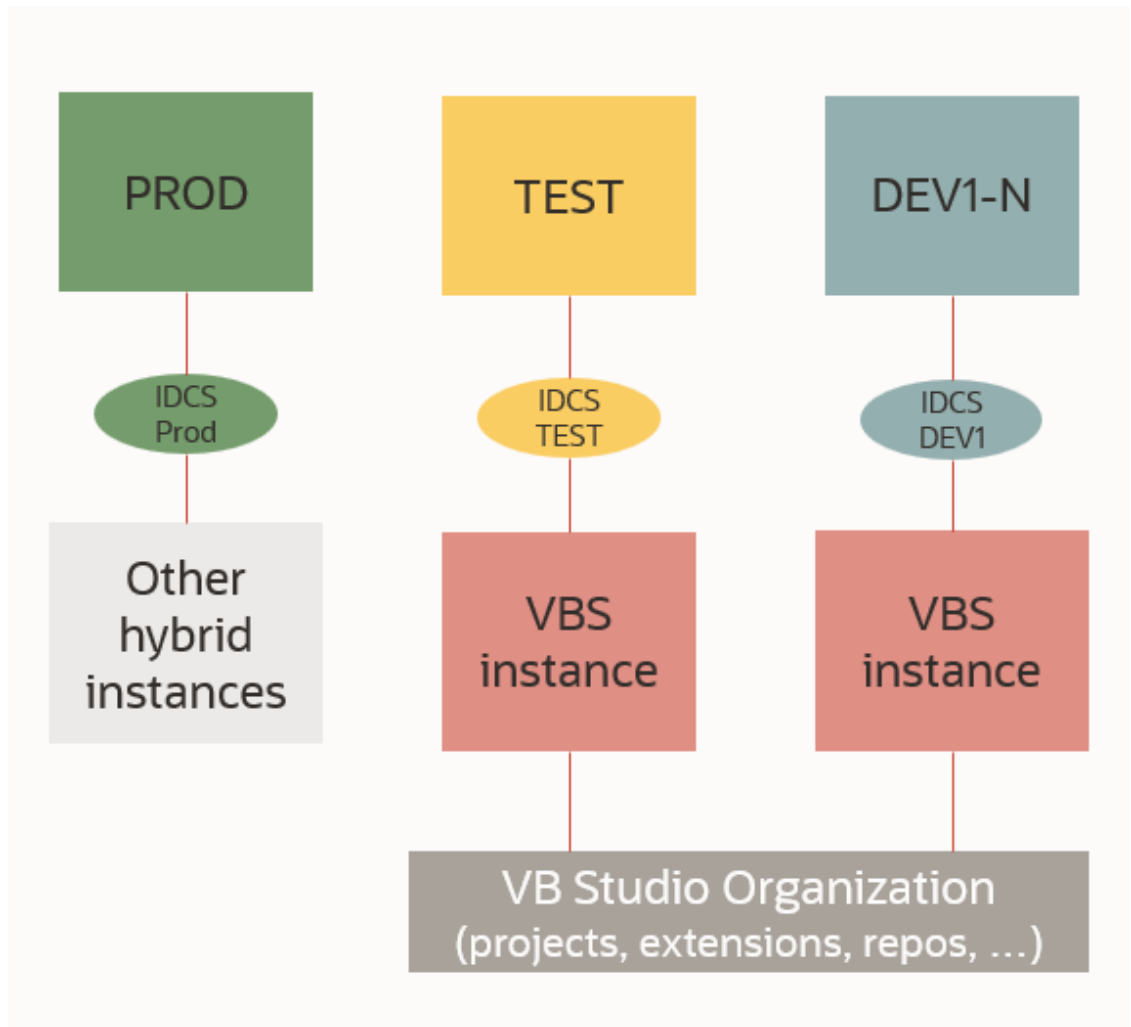 PROD
TEST
DEV1-N
IDCS
Prod
IDCS
TEST
IDCS
DEV1
Other
hybrid
instances
VBS
instance
VBS
instance
VB Studio Organization
(projects, extensions, repos, ...)